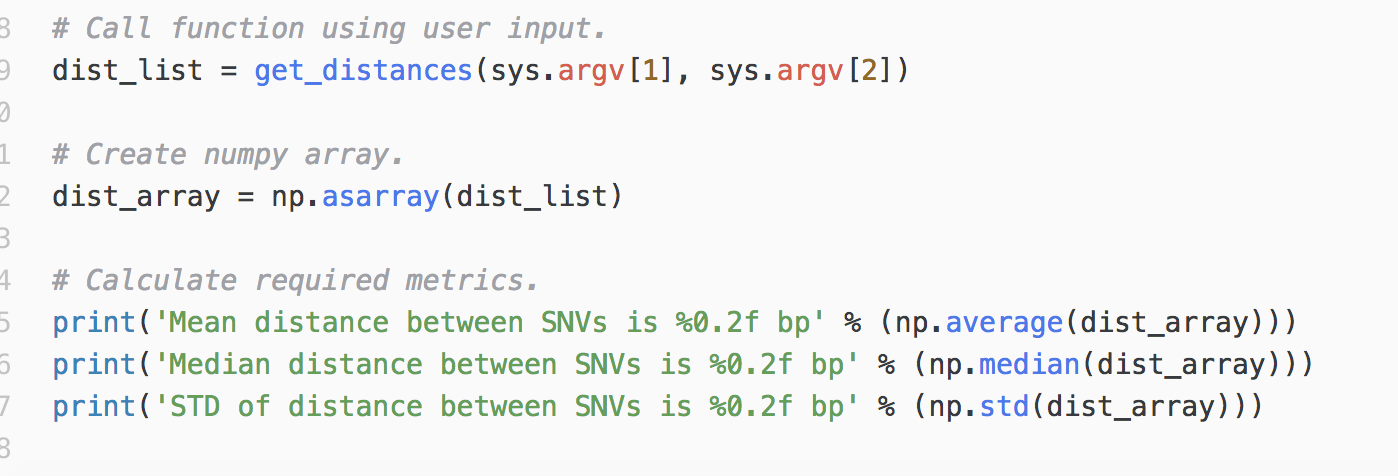 8 # Call function using user input.
9 dist_list = get_distances(sys.argv[1], sys.argv[2])
0
1 # Create numpy array.
2 dist_array = np.asarray(dist_list)
3
4 # Calculate required metrics.
5 print('Mean distance between SNVs is %0.2f bp' % (np.average(dist_array)))
6 print('Median distance between SNVs is %0.2f bp' % (np.median(dist_array)))
7 print('STD of distance between SNVs is %0.2f bp' % (np.std(dist_array)))
8